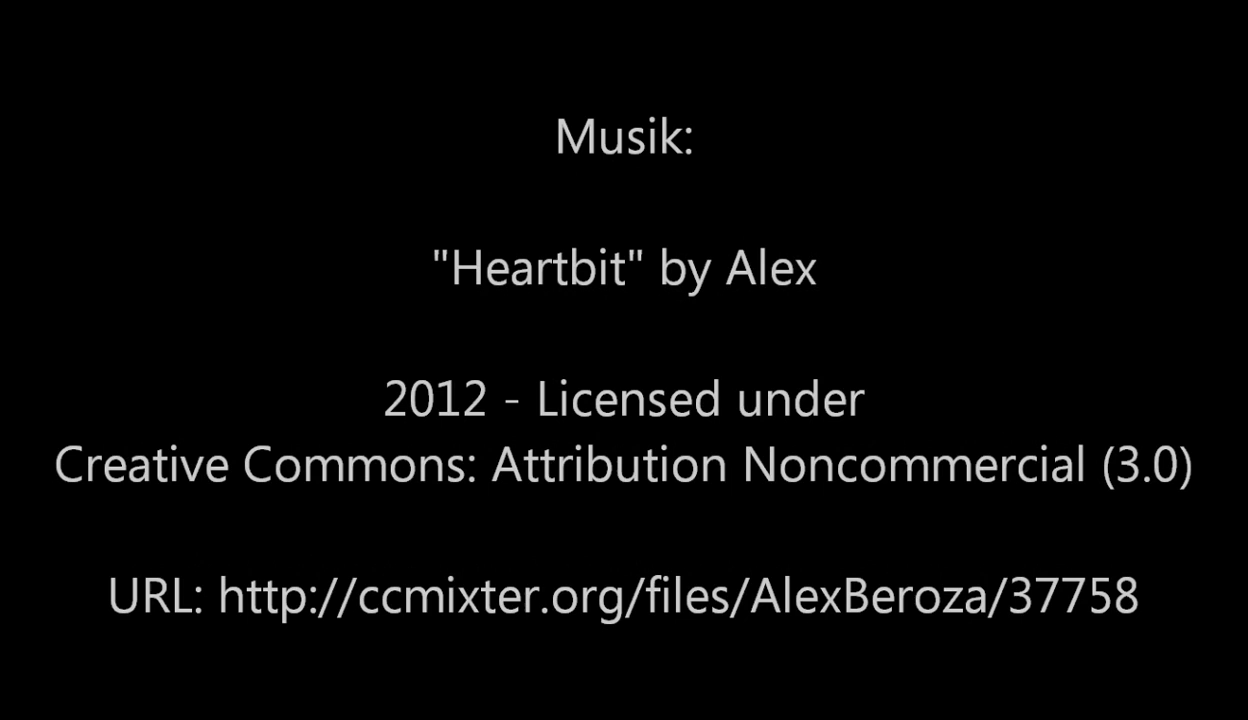 Musik:
"Heartbit" by Alex
2012 - Licensed under
Creative Commons: Attribution Noncommercial (3.0)
URL: http://ccmixter.org/files/AlexBeroza/37758